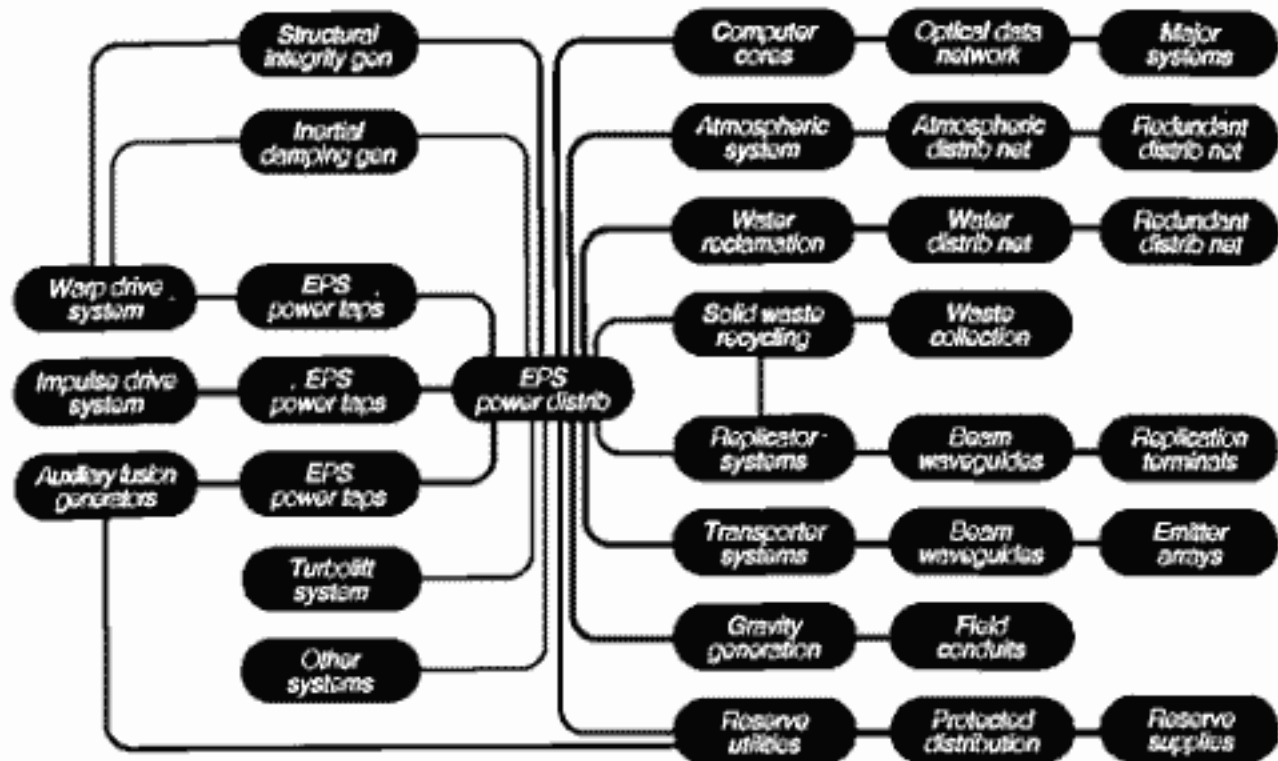 Structural
integrity gen
Inertial
damping gen
Warp drive
system
EPS
power taps
Impulse drive
system
EPS
power taps
Auxiliary fusion
generators
EPS
power taps
Turbolift
system
Other
systems
EPS
power distrib
Computer
cores
Optical data
network
Major
systems
Atmospheric
system
Atmospheric
distrib net
Redundant
distrib net
Water
reclamation
Water
distrib net
Redundant
distrib net
Solid waste
recycling
Waste
collection
Replicator
systems
Beam
waveguides
Replication
terminals
Transporter
systems
Beam
waveguides
Emitter
arrays
Gravity
generation
Field
conduits
Reserve
utilities
Protected
distribution
Reserve
supplies